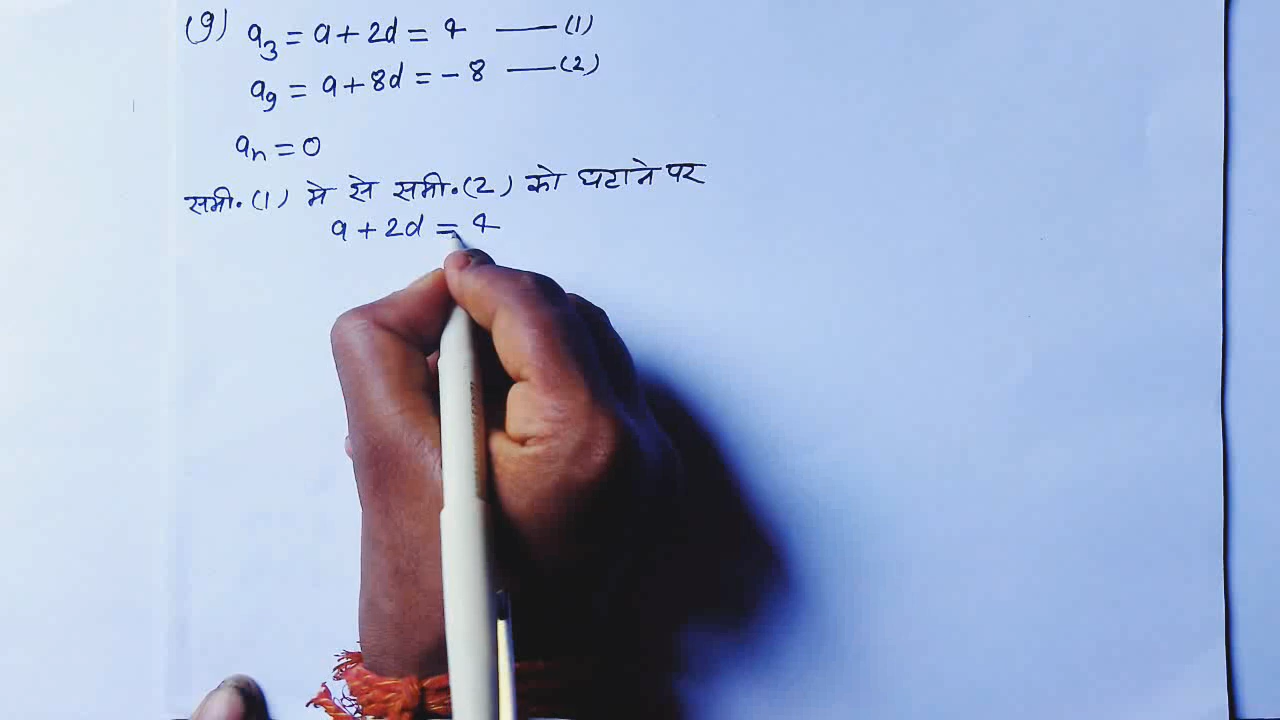 (9) a₃ = a + 2d = 4 —— (1)
a₉ = a + 8d = - 8 —— (2)
aₙ = 0
समी. (1) मे से समी. (2) को घटाने पर
a + 2d = 4